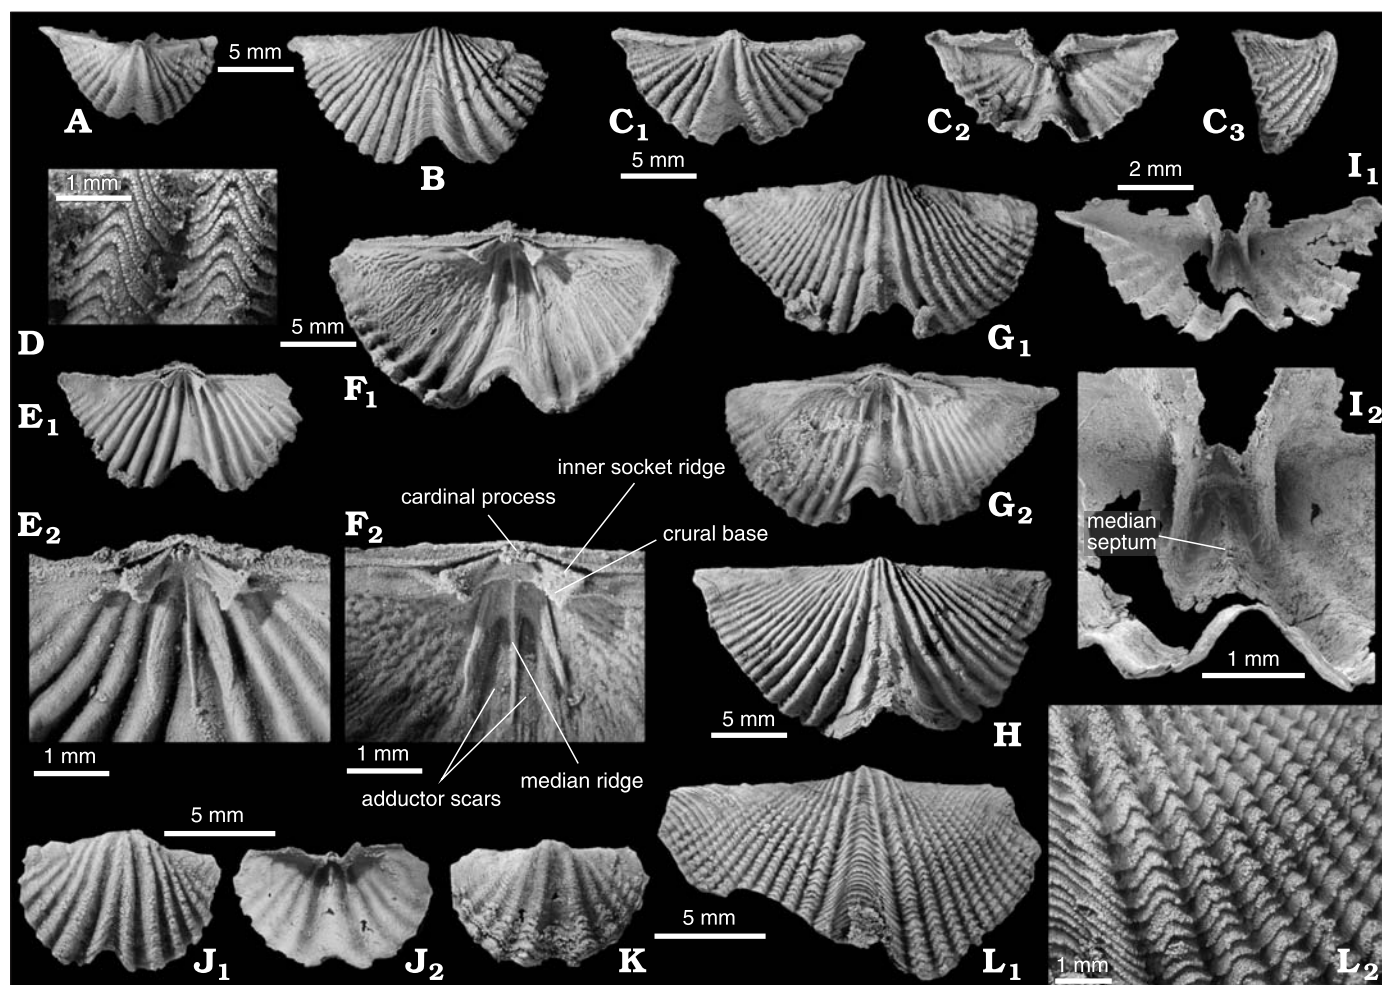 A
5 mm
B
C1
5 mm
C2
C3
I1
2 mm
1 mm
D
5 mm
F1
G1
E1
I2
inner socket ridge
cardinal process
crural base
E2
F2
G2
median
septum
1 mm
5 mm
H
1 mm
1 mm
adductor scars
median ridge
5 mm
J1
J2
K
5 mm
L1
1 mm
L2